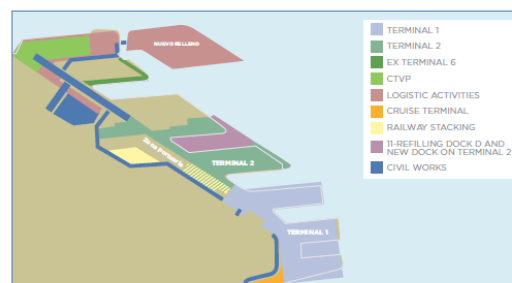 NUEVO RELLENO
TERMINAL 2
TERMINAL 1
TERMINAL 1
TERMINAL 2
EX TERMINAL 6
CTVP
LOGISTIC ACTIVITIES
CRUISE TERMINAL
RAILWAY STACKING
11-REFILLING DOCK D AND
NEW DOCK ON TERMINAL 2
CIVIL WORKS